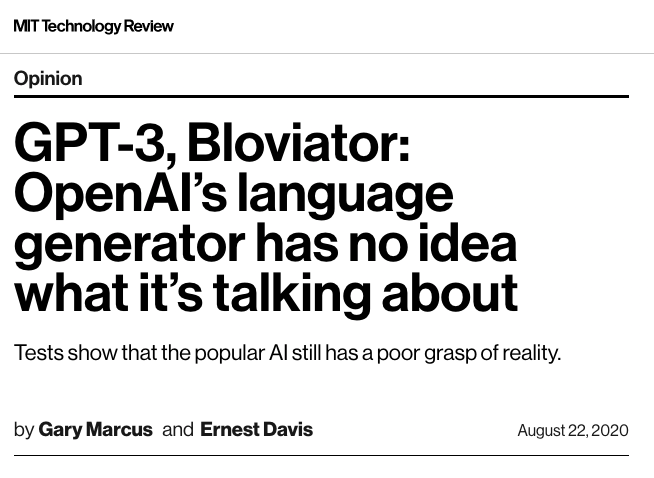 MIT Technology Review
Opinion
GPT-3, Bloviator:
OpenAI’s language
generator has no idea
what it’s talking about
Tests show that the popular AI still has a poor grasp of reality.
by Gary Marcus and Ernest Davis August 22, 2020